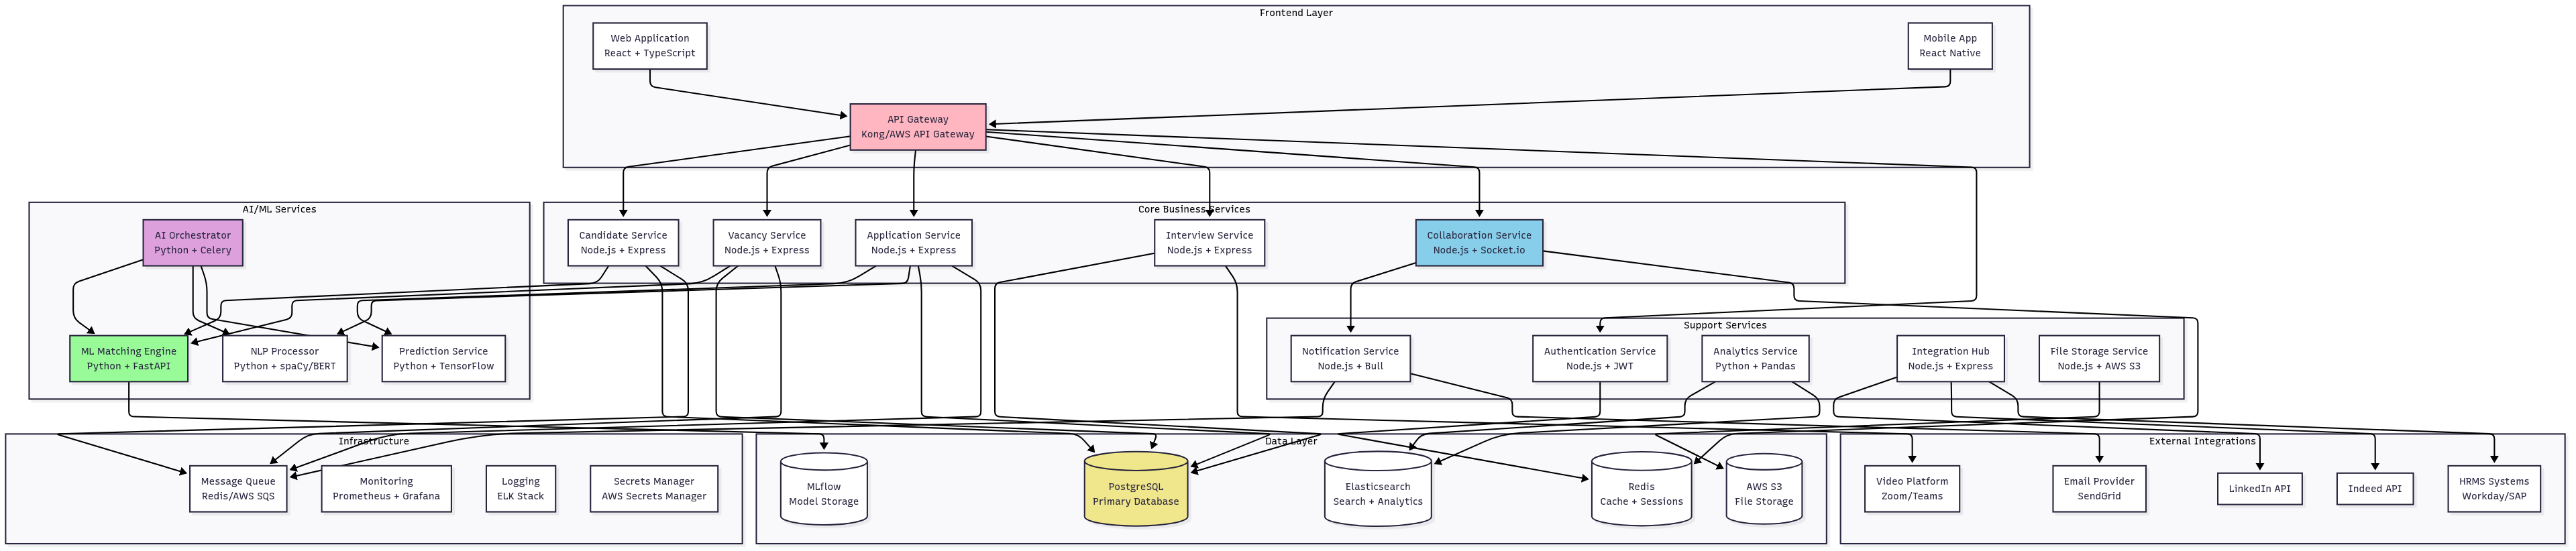 Frontend Layer
Web Application
React + TypeScript
Mobile App
React Native
API Gateway
Kong/AWS API Gateway
AI/ML Services
AI Orchestrator
Python + Celery
ML Matching Engine
Python + FastAPI
NLP Processor
Python + spaCy/BERT
Prediction Service
Python + TensorFlow
Core Business Services
Candidate Service
Node.js + Express
Vacancy Service
Node.js + Express
Application Service
Node.js + Express
Interview Service
Node.js + Express
Collaboration Service
Node.js + Socket.io
Support Services
Notification Service
Node.js + Bull
Authentication Service
Node.js + JWT
Analytics Service
Python + Pandas
Integration Hub
Node.js + Express
File Storage Service
Node.js + AWS S3
Infrastructure
Message Queue
Redis/AWS SQS
Monitoring
Prometheus + Grafana
Logging
ELK Stack
Secrets Manager
AWS Secrets Manager
Data Layer
MLflow
Model Storage
PostgreSQL
Primary Database
Elasticsearch
Search + Analytics
Redis
Cache + Sessions
AWS S3
File Storage
External Integrations
Video Platform
Zoom/Teams
Email Provider
SendGrid
LinkedIn API
Indeed API
HRMS Systems
Workday/SAP